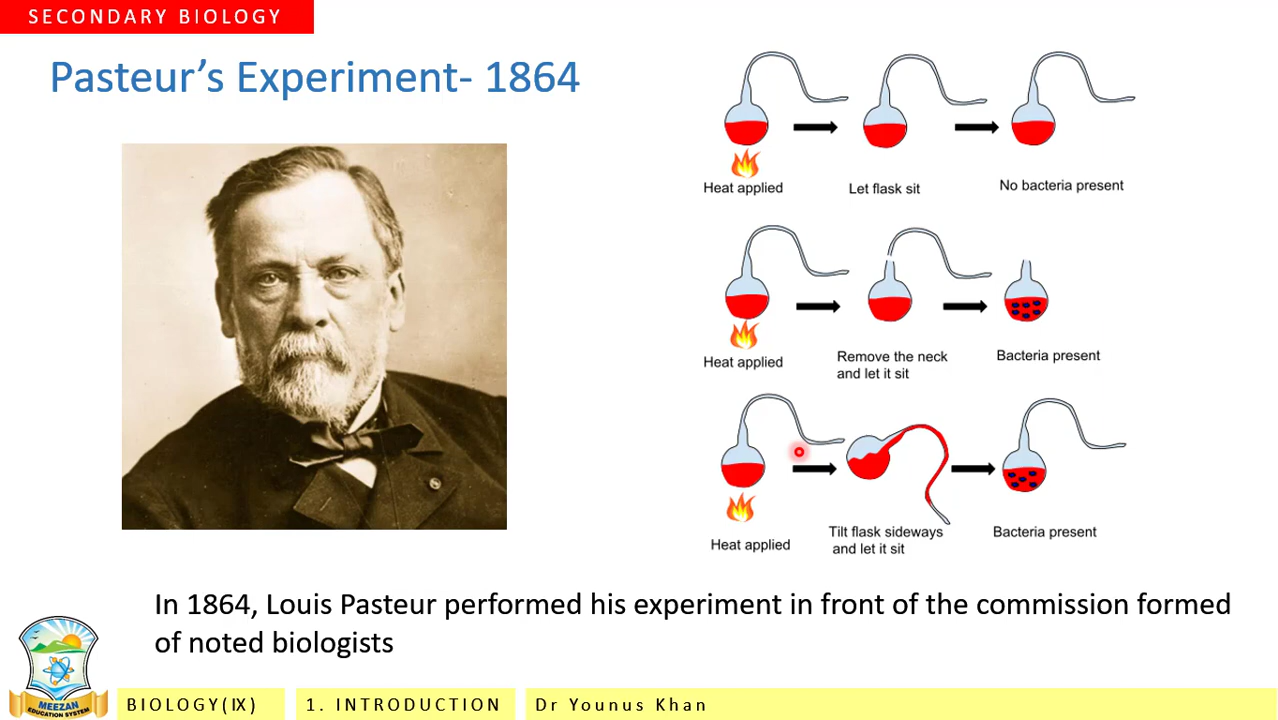 SECONDARY BIOLOGY
Pasteur's Experiment- 1864
Heat applied
Let flask sit
No bacteria present
Heat applied
Remove the neck
and let it sit
Bacteria present
Heat applied
Tilt flask sideways
and let it sit
Bacteria present
In 1864, Louis Pasteur performed his experiment in front of the commission formed
of noted biologists
MEEZAN
EDUCATION SYSTEM
BIOLOGY(IX)
1. INTRODUCTION
Dr Younus Khan